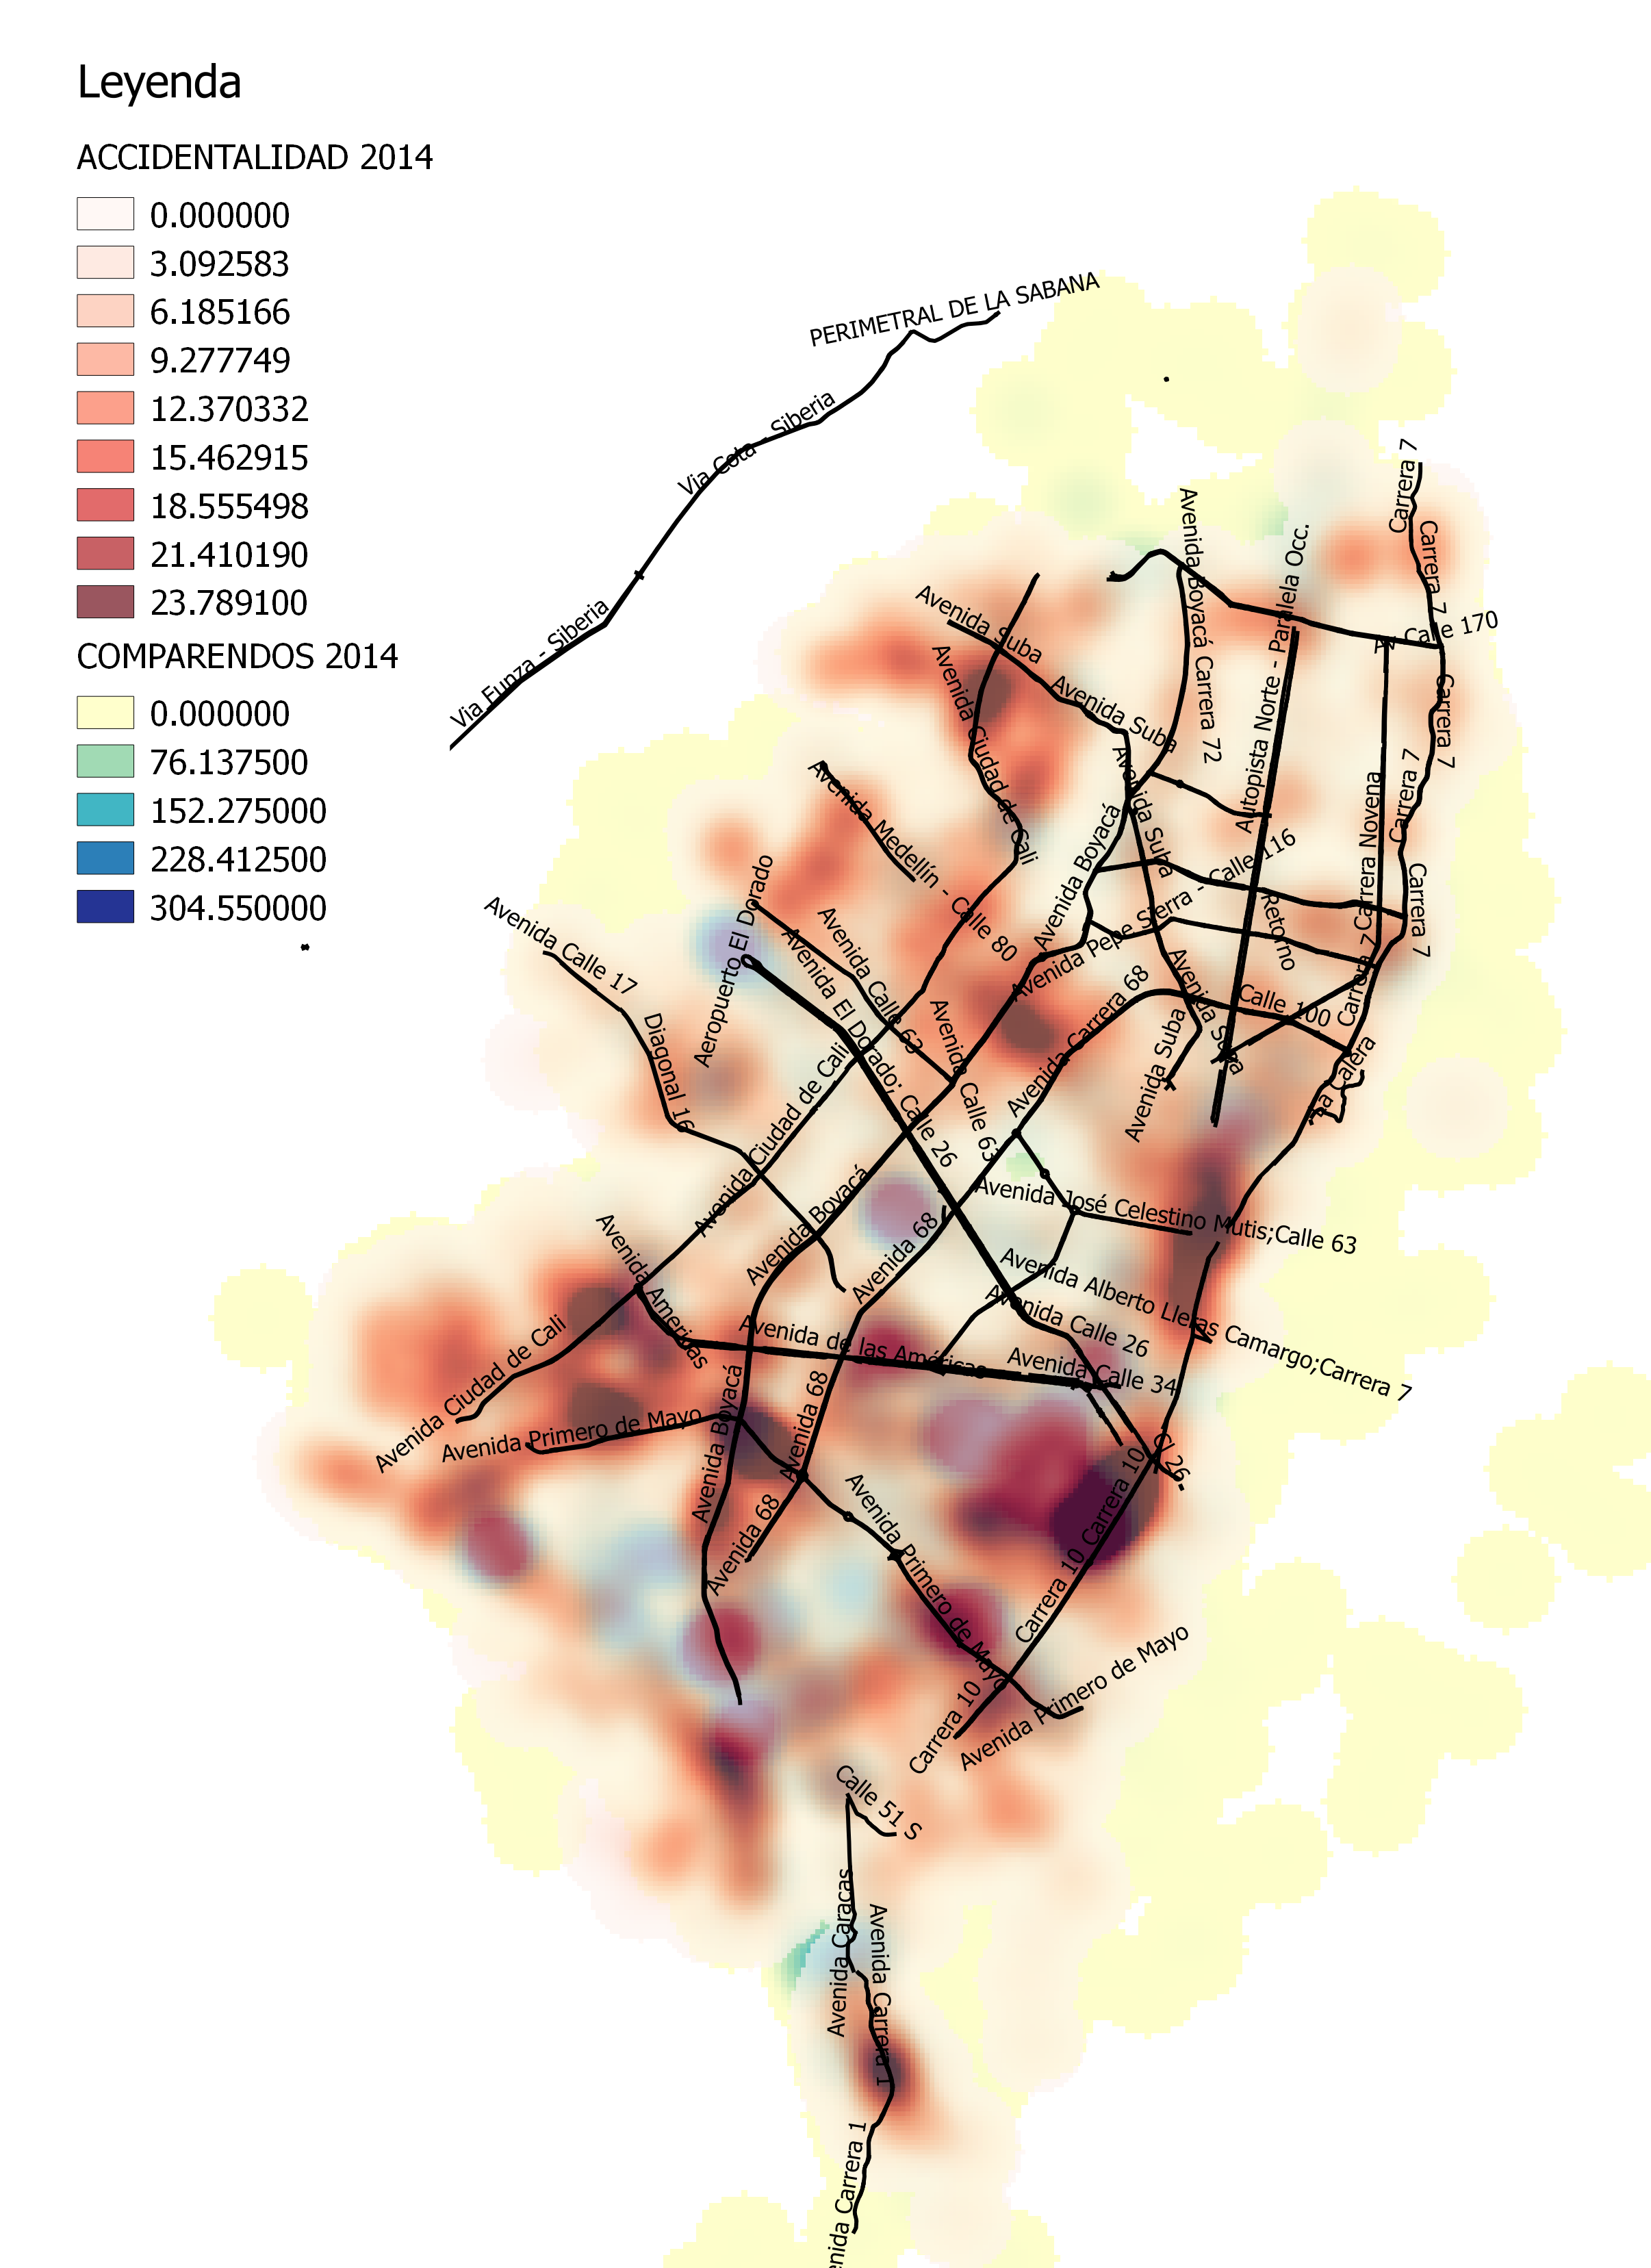 Leyenda
ACCIDENTALIDAD 2014
0.000000
3.092583
6.185166
9.277749
12.370332
15.462915
18.555498
21.410190
23.789100
COMPARENDOS 2014
0.000000
76.137500
152.275000
228.412500
304.550000
PERIMETRAL DE LA SABANA
Via Cota - Siberia
Via Funza - Siberia
Carrera 7
Carrera 7
Avenida Boyacá Carrera 72
Autopista Norte - Paralela Occ.
Av Calle 170
Avenida Suba
Avenida Suba
Avenida Ciudad de Cali
Carrera 7
Carrera 7
Carrera Novena
Avenida Suba
Avenida Medellín - Calle 80
Avenida Boyacá
Avenida Pepe Sierra - Calle 116
Retorno
Carrera 7
Carrera 7
Aeropuerto El Dorado
Avenida Calle 17
Diagonal 16
Avenida El Dorado; Calle 26
Avenida Calle 63
Avenida Calle 63
Avenida Carrera 68
Calle 100
Avenida Suba
Avenida Ciudad de Cali
Avenida José Celestino Mutis;Calle 63
Avenida Boyacá
Avenida 68
Avenida Alberto Lleras Camargo;Carrera 7
Avenida Calle 26
Avenida Calle 34
Avenida Americas
Avenida de las Américas
Avenida Ciudad de Cali
Avenida Primero de Mayo
Avenida Boyacá
Avenida 68
Avenida 68
Cl 26
Carrera 10
Carrera 10
Avenida Primero de Mayo
Carrera 10
Avenida Primero de Mayo
Calle 51 S
Avenida Caracas
Avenida Carrera 1
enida Carrera 1